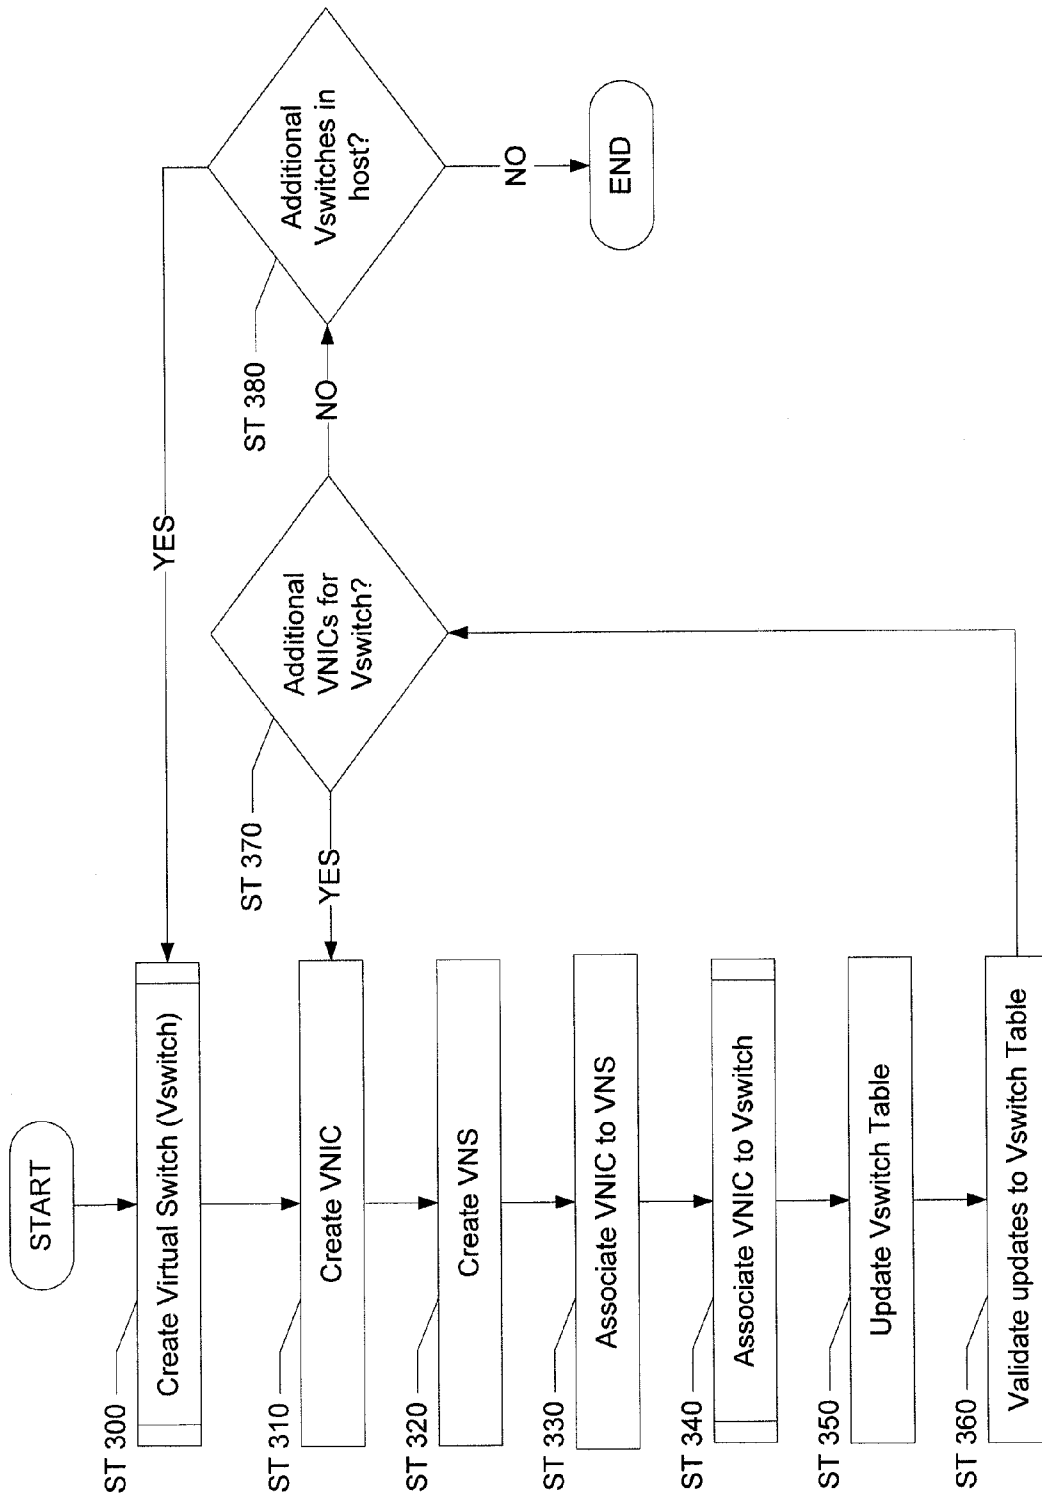 START
ST 300
Create Virtual Switch (Vswitch)
ST 310
Create VNIC
ST 320
Create VNS
ST 330
Associate VNIC to VNS
ST 340
Associate VNIC to Vswitch
ST 350
Update Vswitch Table
ST 360
Validate updates to Vswitch Table
YES
ST 370
Additional
VNICs for
Vswitch?
YES
NO
ST 380
Additional
Vswitches in
host?
NO
END